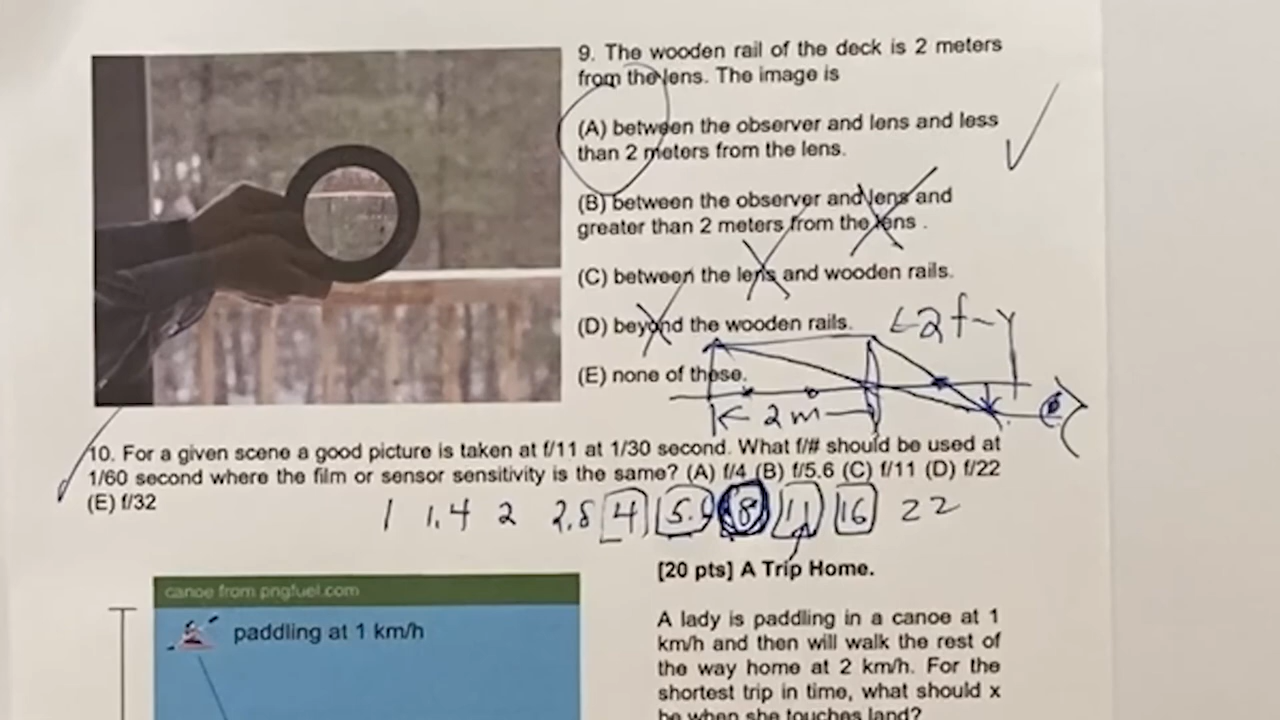 9. The wooden rail of the deck is 2 meters
from the lens. The image is
(A) between the observer and lens and less
than 2 meters from the lens.
(B) between the observer and lens and
greater than 2 meters from the lens .
(C) between the lens and wooden rails.
(D) beyond the wooden rails.
(E) none of these.
2f
2m
10. For a given scene a good picture is taken at f/11 at 1/30 second. What f/# should be used at
1/60 second where the film or sensor sensitivity is the same? (A) f/4 (B) f/5.6 (C) f/11 (D) f/22
(E) f/32
1 1.4 2 2.8 4 5.6 8 11 16 22
canoe from pngfuel.com
paddling at 1 km/h
[20 pts] A Trip Home.
A lady is paddling in a canoe at 1
km/h and then will walk the rest of
the way home at 2 km/h. For the
shortest trip in time, what should x
be when she touches land?